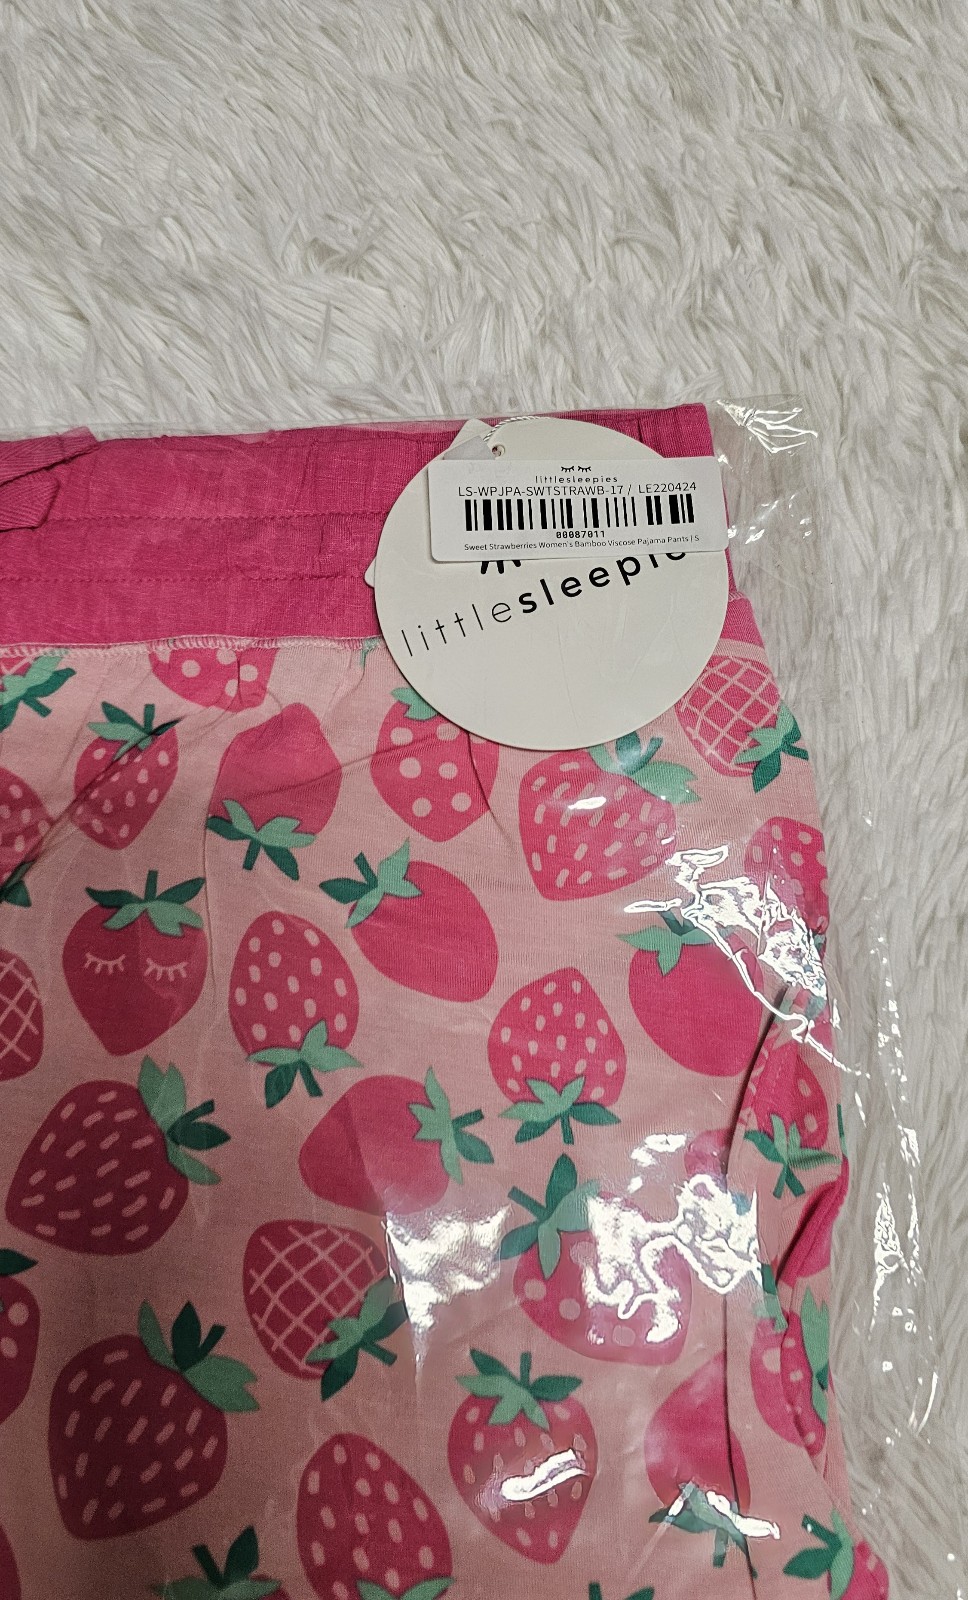 littlesleepies
LS-WPJPA-SWTSTRAWB-17 / LE220424
00087011
Sweet Strawberries Women's Bamboo Viscose Pajama Pants | S
littlesleepie